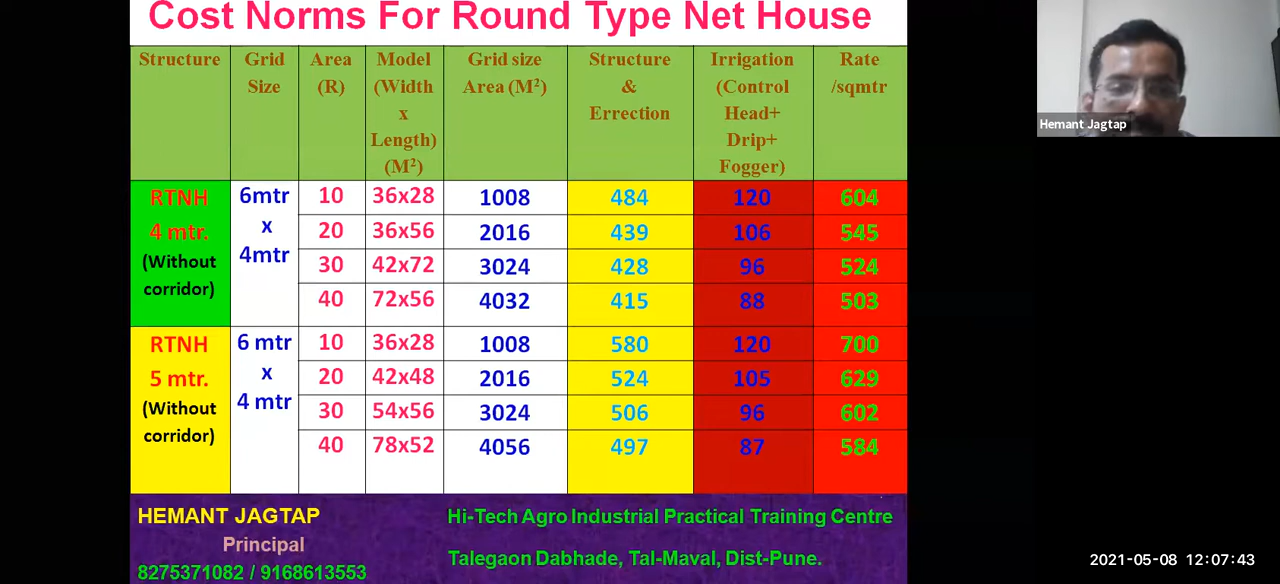 Cost Norms For Round Type Net House
Structure Grid Size Area (R) Model (Width x Length) (M²) Grid size Area (M²) Structure & Errection Irrigation (Control Head+ Drip+ Fogger) Rate /sqmtr
RTNH 4 mtr. (Without corridor) 6mtr x 4mtr
10 36x28 1008 484 120 604
20 36x56 2016 439 106 545
30 42x72 3024 428 96 524
40 72x56 4032 415 88 503
RTNH 5 mtr. (Without corridor) 6 mtr x 4 mtr
10 36x28 1008 580 120 700
20 42x48 2016 524 105 629
30 54x56 3024 506 96 602
40 78x52 4056 497 87 584
HEMANT JAGTAP
Principal
8275371082 / 9168613553
Hi-Tech Agro Industrial Practical Training Centre
Talegaon Dabhade, Tal-Maval, Dist-Pune.
Hemant Jagtap
2021-05-08 12:07:43